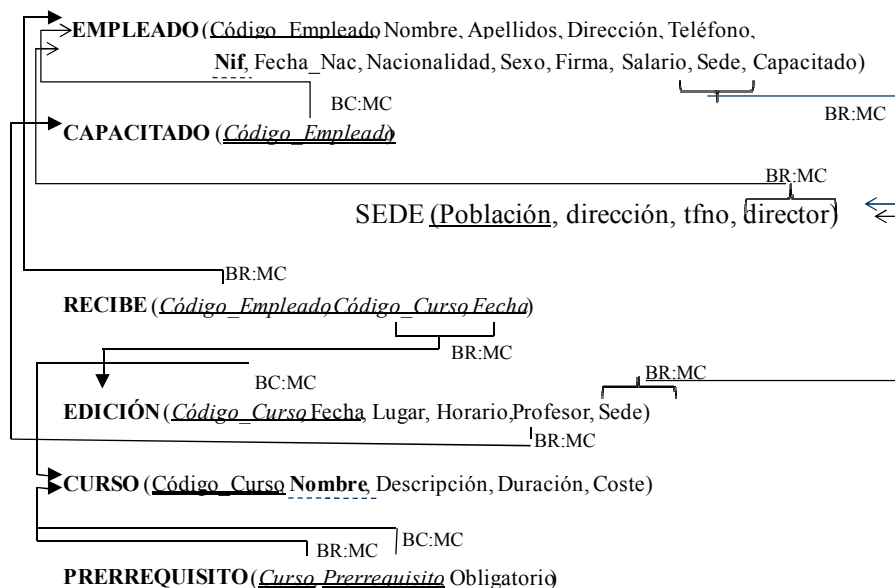 EMPLEADO (Código_Empleado, Nombre, Apellidos, Dirección, Teléfono,
Nif, Fecha_Nac, Nacionalidad, Sexo, Firma, Salario, Sede, Capacitado)
BC:MC
BR:MC
CAPACITADO (Código_Empleado)
BR:MC
SEDE (Población, dirección, tfno, director)
BR:MC
RECIBE (Código_Empleado, Código_Curso, Fecha)
BR:MC
BC:MC
BR:MC
EDICIÓN (Código_Curso, Fecha, Lugar, Horario, Profesor, Sede)
BR:MC
CURSO (Código_Curso, Nombre, Descripción, Duración, Coste)
BR:MC
BC:MC
PRERREQUISITO (Curso, Prerrequisito, Obligatorio)